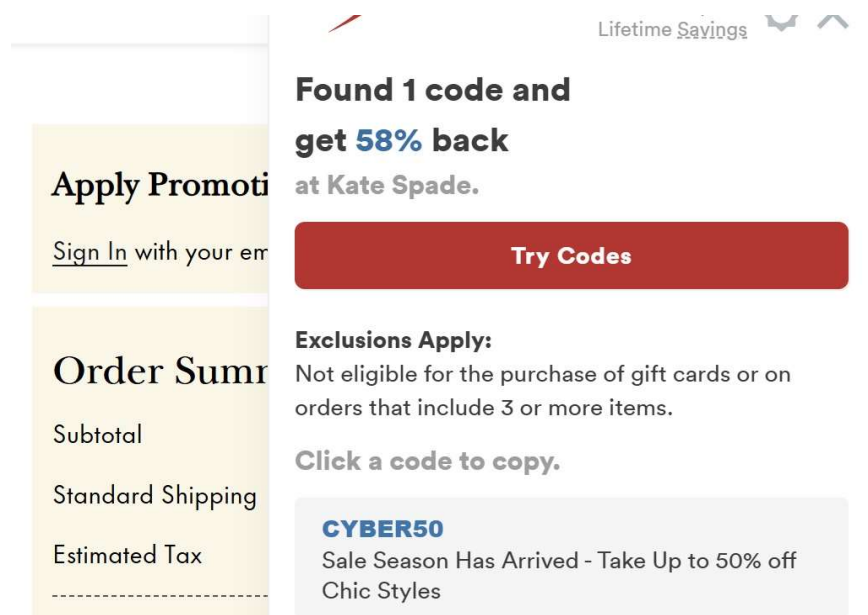 Lifetime Savings
Found 1 code and
get 58% back
at Kate Spade.
Try Codes
Exclusions Apply:
Not eligible for the purchase of gift cards or on
orders that include 3 or more items.
Click a code to copy.
CYBER50
Sale Season Has Arrived - Take Up to 50% off
Chic Styles
Apply Promoti
Sign In with your em
Order Summ
Subtotal
Standard Shipping
Estimated Tax